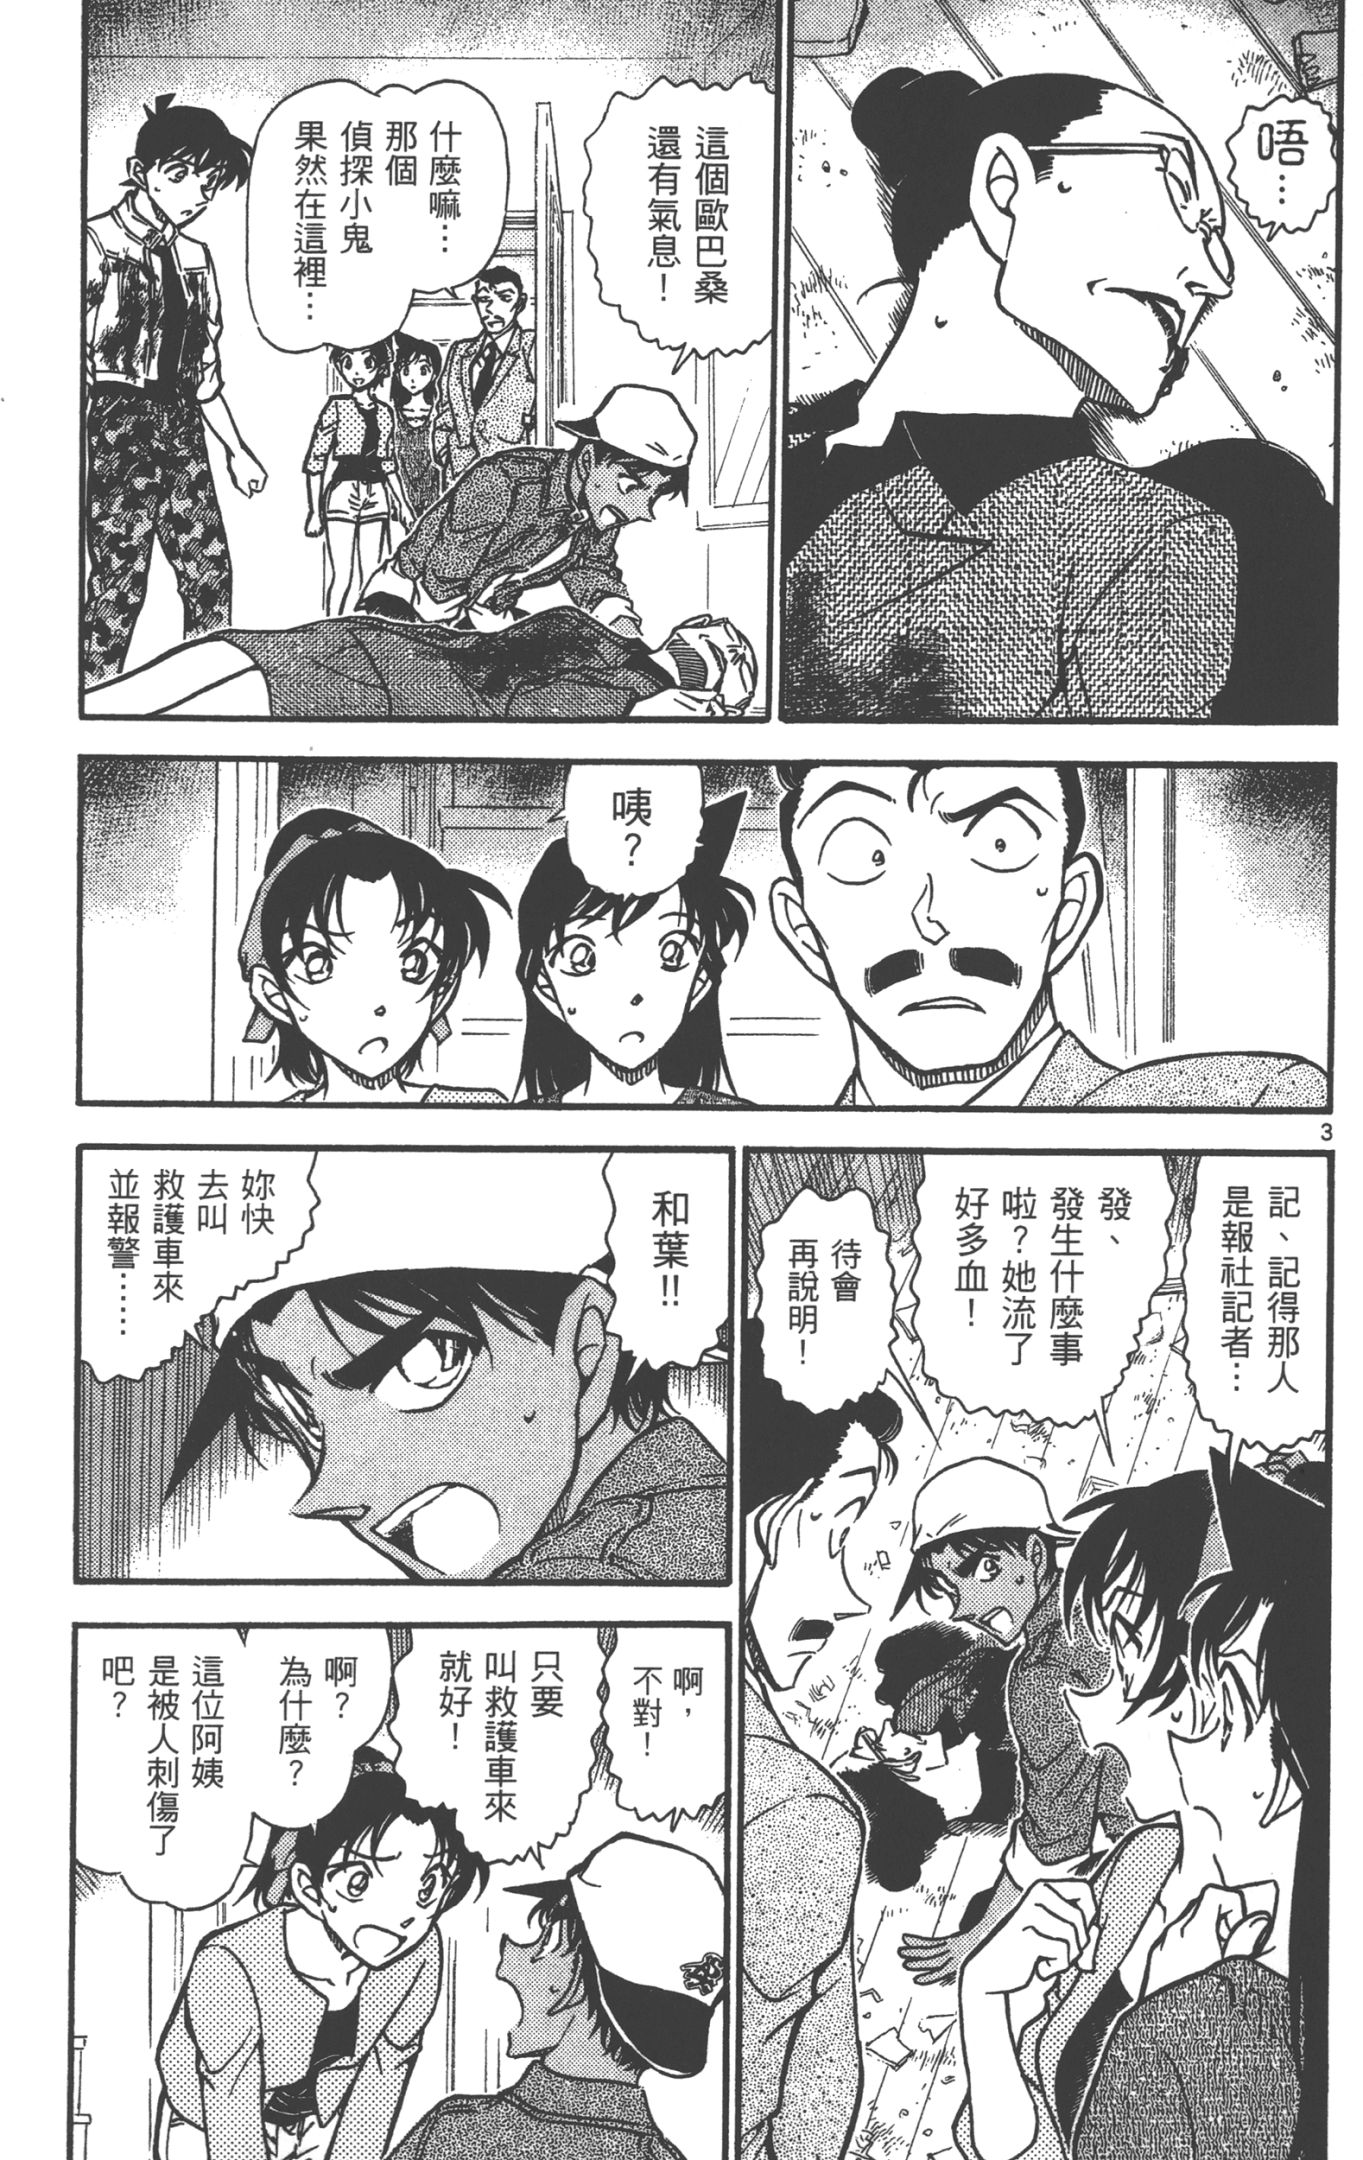 唔…
這個歐巴桑
還有氣息！
什麼嘛…
那個
偵探小鬼
果然在這裡…
咦？
3
記、記得那人
是報社記者…
發、
發生什麼事
啦？她流了
好多血！
待會
再說明！
和葉!!
妳快
去叫
救護車來
並報警……
啊，
不對！
只要
叫救護車來
就好！
啊？
為什麼？
這位阿姨
是被人刺傷了
吧？